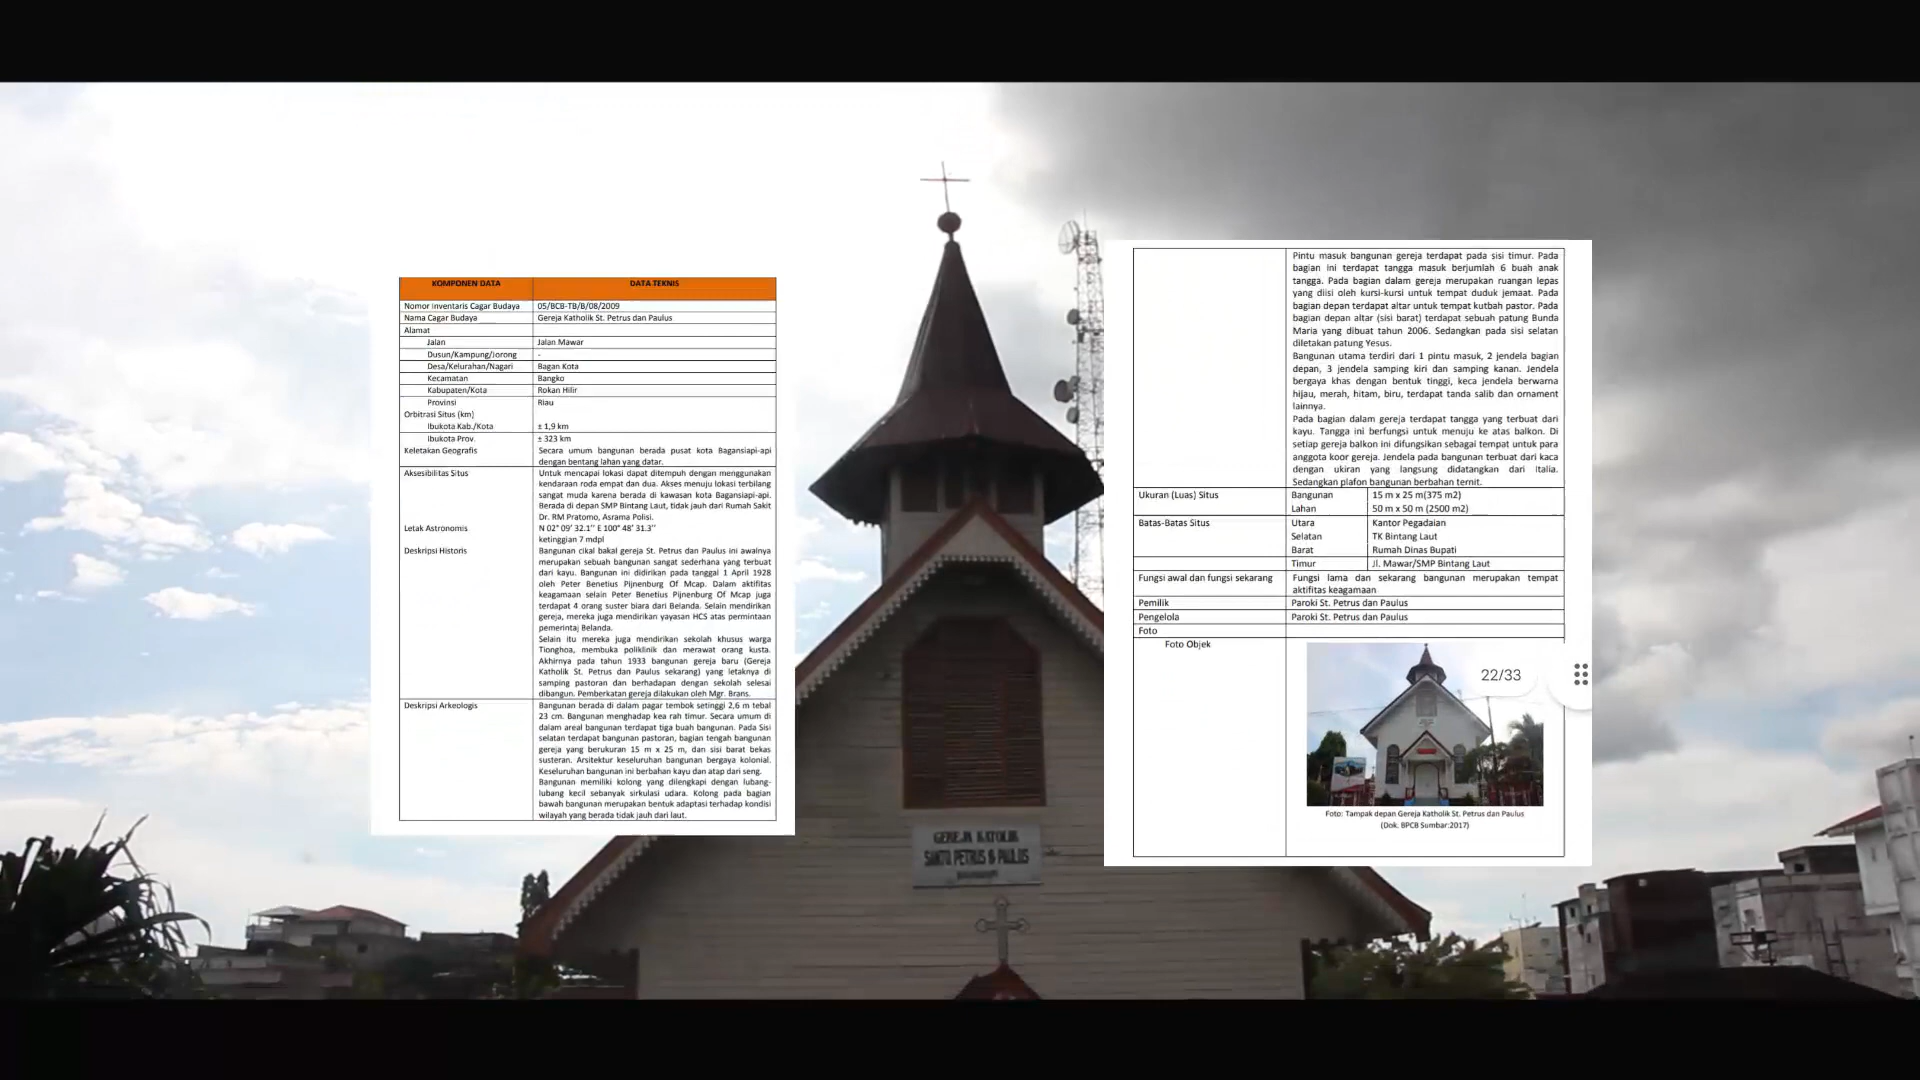 KOMPONEN DATA DATA TEKNIS
Nomor Inventaris Cagar Budaya 05/BCB-TB/B/08/2009
Nama Cagar Budaya Gereja Katholik St. Petrus dan Paulus
Alamat
Jalan Jalan Mawar
Dusun/Kampung/Jorong -
Desa/Kelurahan/Nagari Bagan Kota
Kecamatan Bangko
Kabupaten/Kota Rokan Hilir
Provinsi Riau
Orbitrasi Situs (km)
Ibukota Kab./Kota ± 1,9 km
Ibukota Prov. ± 323 km
Keletakan Geografis Secara umum bangunan berada pusat kota Bagansiapi-api
dengan bentang lahan yang datar.
Aksesibilitas Situs Untuk mencapai lokasi dapat ditempuh dengan menggunakan
kendaraan roda empat dan dua. Akses menuju lokasi terbilang
sangat muda karena berada di kawasan kota Bagansiapi-api.
Berada di depan SMP Bintang Laut, tidak jauh dari Rumah Sakit
Dr. RM Pratomo, Asrama Polisi.
Letak Astronomis N 02° 09' 32.1'' E 100° 48' 31.3''
ketinggian 7 mdpl
Deskripsi Historis Bangunan cikal bakal gereja St. Petrus dan Paulus ini awalnya
merupakan sebuah bangunan sangat sederhana yang terbuat
dari kayu. Bangunan ini didirikan pada tanggal 1 April 1928
oleh Peter Benetius Pijnenburg Of Mcap. Dalam aktifitas
keagamaan selain Peter Benetius Pijnenburg Of Mcap juga
terdapat 4 orang suster biara dari Belanda. Selain mendirikan
gereja, mereka juga mendirikan yayasan HCS atas permintaan
pemerintaj Belanda.
Selain itu mereka juga mendirikan sekolah khusus warga
Tionghoa, membuka poliklinik dan merawat orang kusta.
Akhirnya pada tahun 1933 bangunan gereja baru (Gereja
Katholik St. Petrus dan Paulus sekarang) yang letaknya di
samping pastoran dan berhadapan dengan sekolah selesai
dibangun. Pemberkatan gereja dilakukan oleh Mgr. Brans.
Deskripsi Arkeologis Bangunan berada di dalam pagar tembok setinggi 2,6 m tebal
23 cm. Bangunan menghadap kea rah timur. Secara umum di
dalam areal bangunan terdapat tiga buah bangunan. Pada Sisi
selatan terdapat bangunan pastoran, bagian tengah bangunan
gereja yang berukuran 15 m x 25 m, dan sisi barat bekas
susteran. Arsitektur keseluruhan bangunan bergaya kolonial.
Keseluruhan bangunan ini berbahan kayu dan atap dari seng.
Bangunan memiliki kolong yang dilengkapi dengan lubang-
lubang kecil sebanyak sirkulasi udara. Kolong pada bagian
bawah bangunan merupakan bentuk adaptasi terhadap kondisi
wilayah yang berada tidak jauh dari laut.
Pintu masuk bangunan gereja terdapat pada sisi timur. Pada
bagian ini terdapat tangga masuk berjumlah 6 buah anak
tangga. Pada bagian dalam gereja merupakan ruangan lepas
yang diisi oleh kursi-kursi untuk tempat duduk jemaat. Pada
bagian depan terdapat altar untuk tempat kutbah pastor. Pada
bagian depan altar (sisi barat) terdapat sebuah patung Bunda
Maria yang dibuat tahun 2006. Sedangkan pada sisi selatan
diletakan patung Yesus.
Bangunan utama terdiri dari 1 pintu masuk, 2 jendela bagian
depan, 3 jendela samping kiri dan samping kanan. Jendela
bergaya khas dengan bentuk tinggi, keca jendela berwarna
hijau, merah, hitam, biru, terdapat tanda salib dan ornament
lainnya.
Pada bagian dalam gereja terdapat tangga yang terbuat dari
kayu. Tangga ini berfungsi untuk menuju ke atas balkon. Di
setiap gereja balkon ini difungsikan sebagai tempat untuk para
anggota koor gereja. Jendela pada bangunan terbuat dari kaca
dengan ukiran yang langsung didatangkan dari Italia.
Sedangkan plafon bangunan berbahan ternit.
Ukuran (Luas) Situs Bangunan 15 m x 25 m(375 m2)
Lahan 50 m x 50 m (2500 m2)
Batas-Batas Situs Utara Kantor Pegadaian
Selatan TK Bintang Laut
Barat Rumah Dinas Bupati
Timur Jl. Mawar/SMP Bintang Laut
Fungsi awal dan fungsi sekarang Fungsi lama dan sekarang bangunan merupakan tempat
aktifitas keagamaan
Pemilik Paroki St. Petrus dan Paulus
Pengelola Paroki St. Petrus dan Paulus
Foto
Foto Objek
22/33
Foto: Tampak depan Gereja Katholik St. Petrus dan Paulus
(Dok. BPCB Sumbar:2017)
GEREJA KATOLIK
SANTO PETRUS & PAULUS